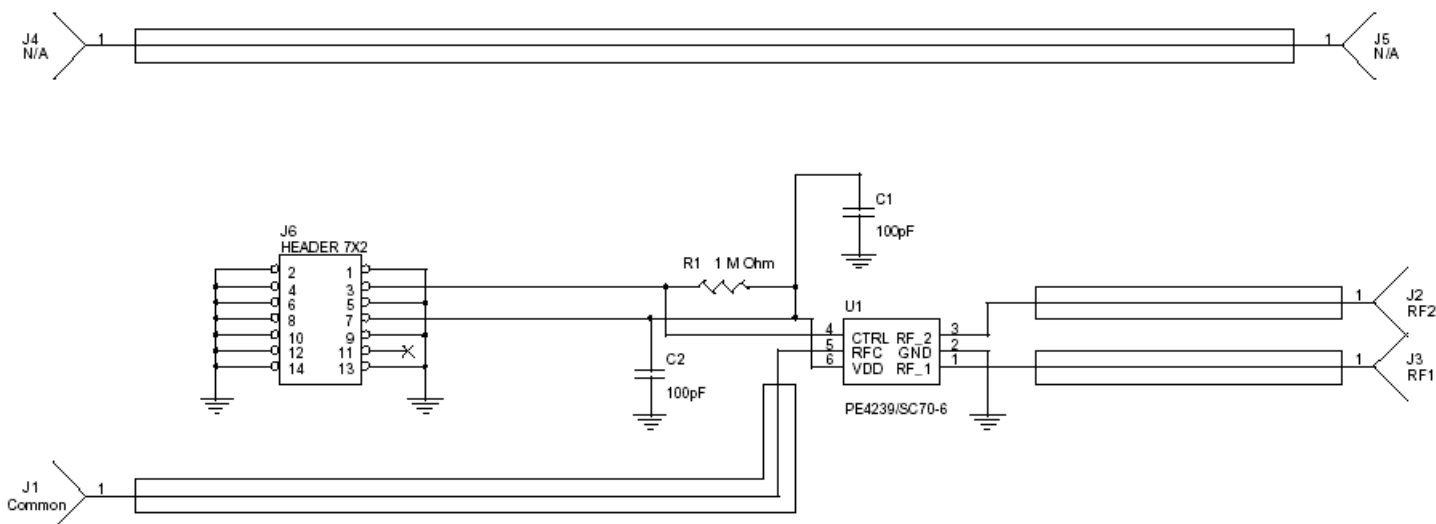 J4
N/A
1
1
J5
N/A
C1
100pF
J6
HEADER 7X2
R1 1 M Ohm
2 1
4 3
6 5
8 7
10 9
12 11
14 13
U1
4 CTRL RF_2 3
5 RFC GND 2
6 VDD RF_1 1
PE4239/SC70-6
C2
100pF
1
J2
RF2
1
J3
RF1
J1
Common
1